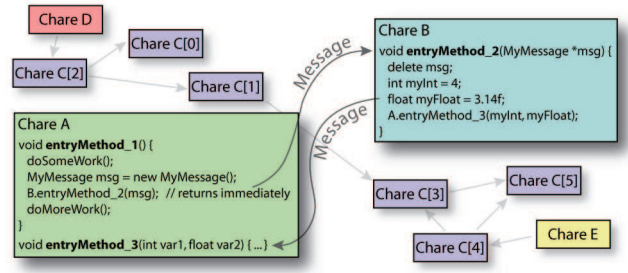 Chare D
Chare C[0]
Chare C[2]
Chare C[1]
Message
Message
Chare B
void entryMethod_2(MyMessage *msg) {
delete msg;
int myInt = 4;
float myFloat = 3.14f;
A.entryMethod_3(myInt, myFloat);
}
Chare A
void entryMethod_1() {
doSomeWork();
MyMessage msg = new MyMessage();
B.entryMethod_2(msg);  // returns immediately
doMoreWork();
}
void entryMethod_3(int var1, float var2) { ... }
Chare C[3]
Chare C[5]
Chare C[4]
Chare E